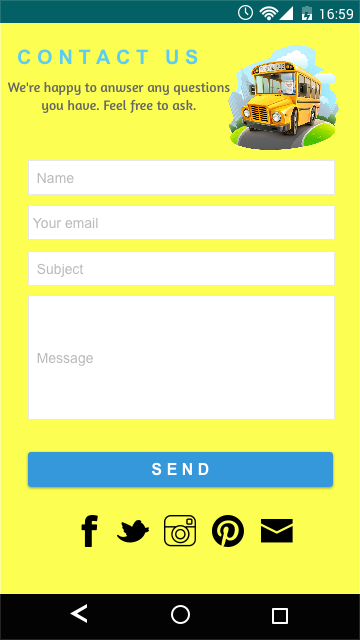 16:59
CONTACT US
We're happy to anwser any questions
you have. Feel free to ask.
Name
Your email
Subject
Message
SEND